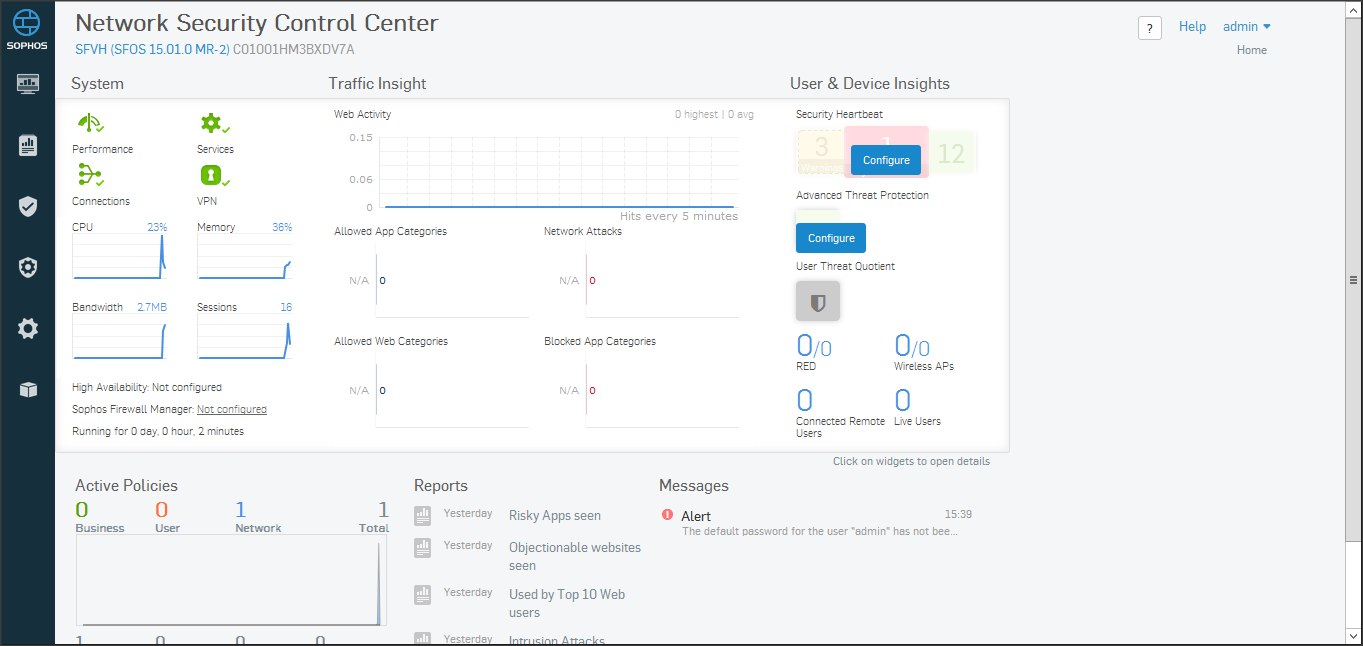 SOPHOS
Network Security Control Center
SFVH (SFOS 15.01.0 MR-2) C01001HM3BXDV7A
?
Help
admin
Home
System
Performance
Services
Connections
VPN
CPU 23%
Memory 36%
Bandwidth 2.7MB
Sessions 16
High Availability: Not configured
Sophos Firewall Manager: Not configured
Running for 0 day, 0 hour, 2 minutes
Traffic Insight
Web Activity
0 highest | 0 avg
0.15
0.06
0
Hits every 5 minutes
Allowed App Categories
N/A 0
Network Attacks
N/A 0
Allowed Web Categories
N/A 0
Blocked App Categories
N/A 0
User & Device Insights
Security Heartbeat
3
1
12
Configure
Advanced Threat Protection
Configure
User Threat Quotient
0/0
RED
0/0
Wireless APs
0
Connected Remote
Users
0
Live Users
Click on widgets to open details
Active Policies
0
Business
0
User
1
Network
1
Total
1 0 0 0
Reports
Yesterday Risky Apps seen
Yesterday Objectionable websites
seen
Yesterday Used by Top 10 Web
users
Yesterday Intrusion Attacks
Messages
Alert 15:39
The default password for the user "admin" has not bee...